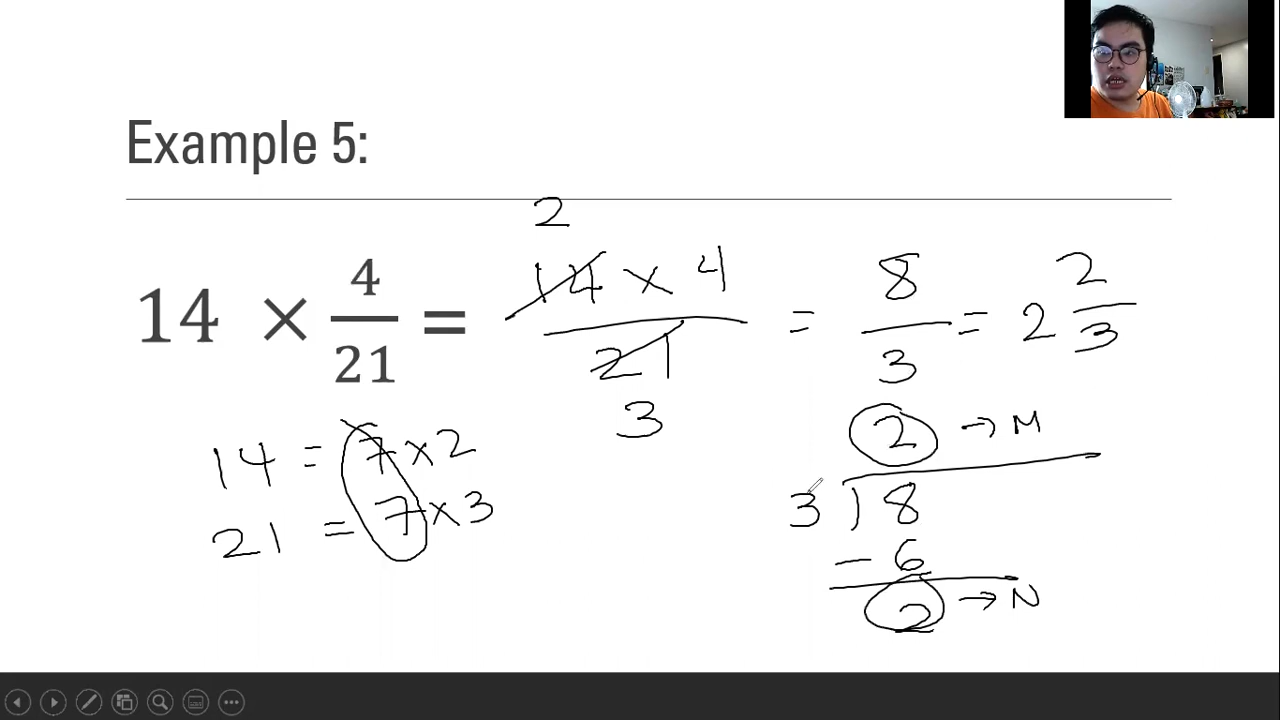 Example 5:
2
14 × 4/21 = 14 × 4/21 = 8/3 = 2 2/3
3
14 = 7 × 2
21 = 7 × 3
2 → M
3 ) 8
- 6
2 → N